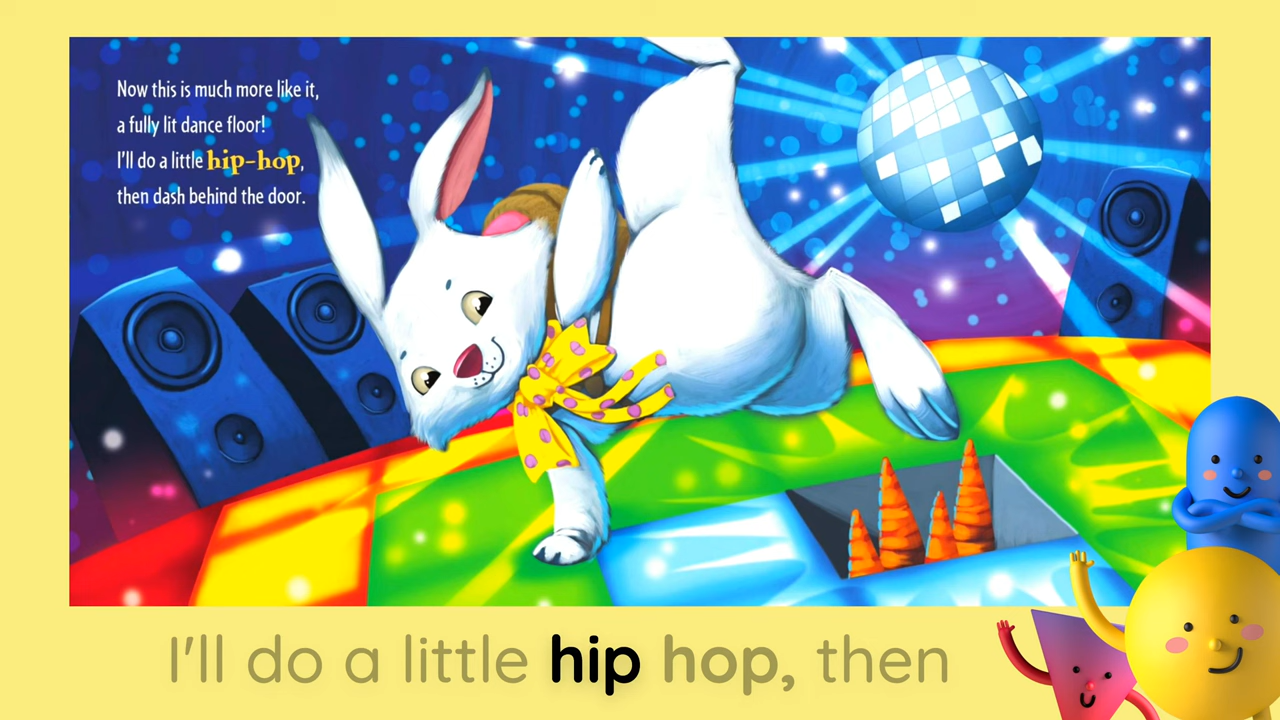 Now this is much more like it,
a fully lit dance floor!
I'll do a little hip-hop,
then dash behind the door.
I'll do a little hip hop, then